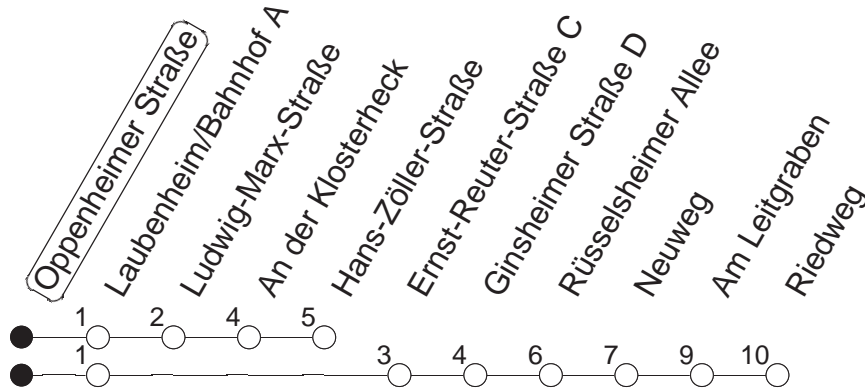 Oppenheimer Straße
Laubenheim/Bahnhof A
Ludwig-Marx-Straße
An der Klosterheck
Hans-Zöller-Straße
Ernst-Reuter-Straße C
Ginsheimer Straße D
Rüsselsheimer Allee
Neuweg
Am Leitgraben
Riedweg
1 2 4 5
1 3 4 6 7 9 10